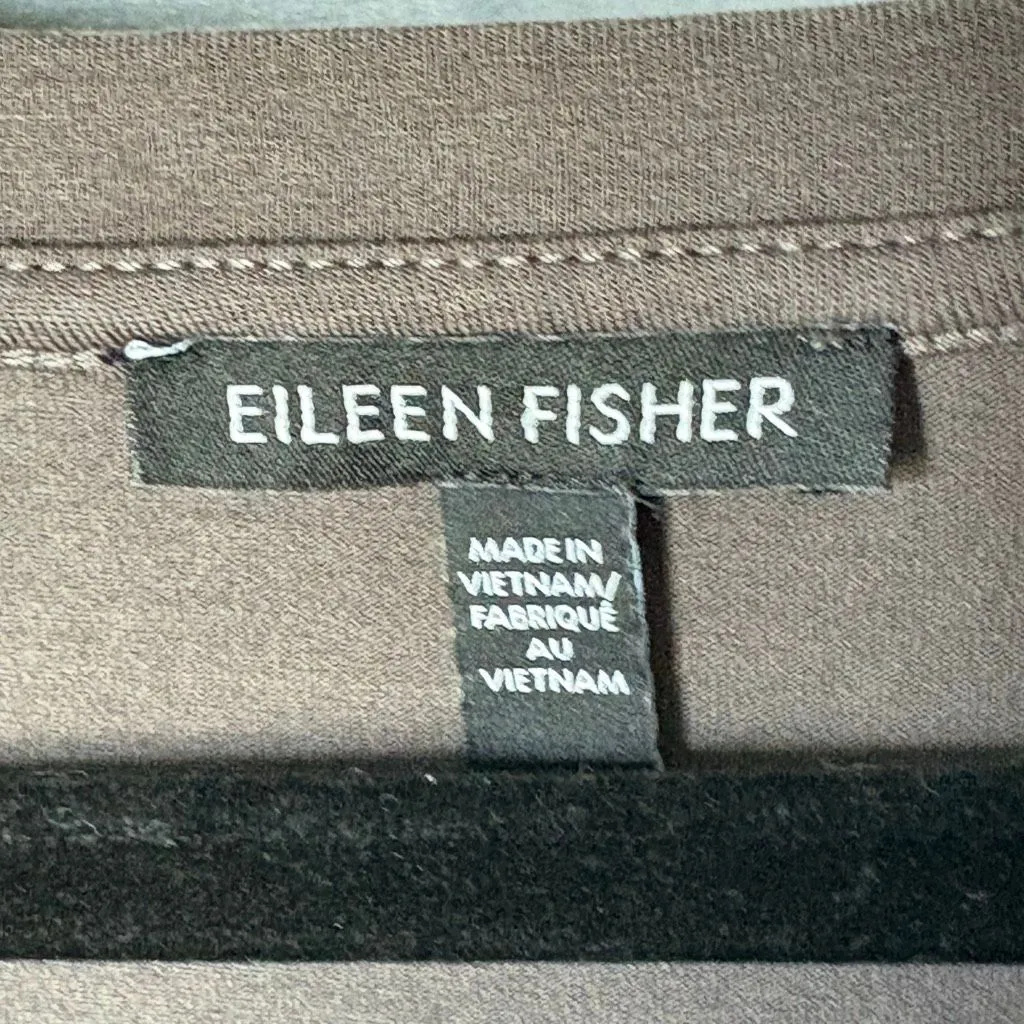 EILEEN FISHER
MADE IN
VIETNAM/
FABRIQUÉ
AU
VIETNAM